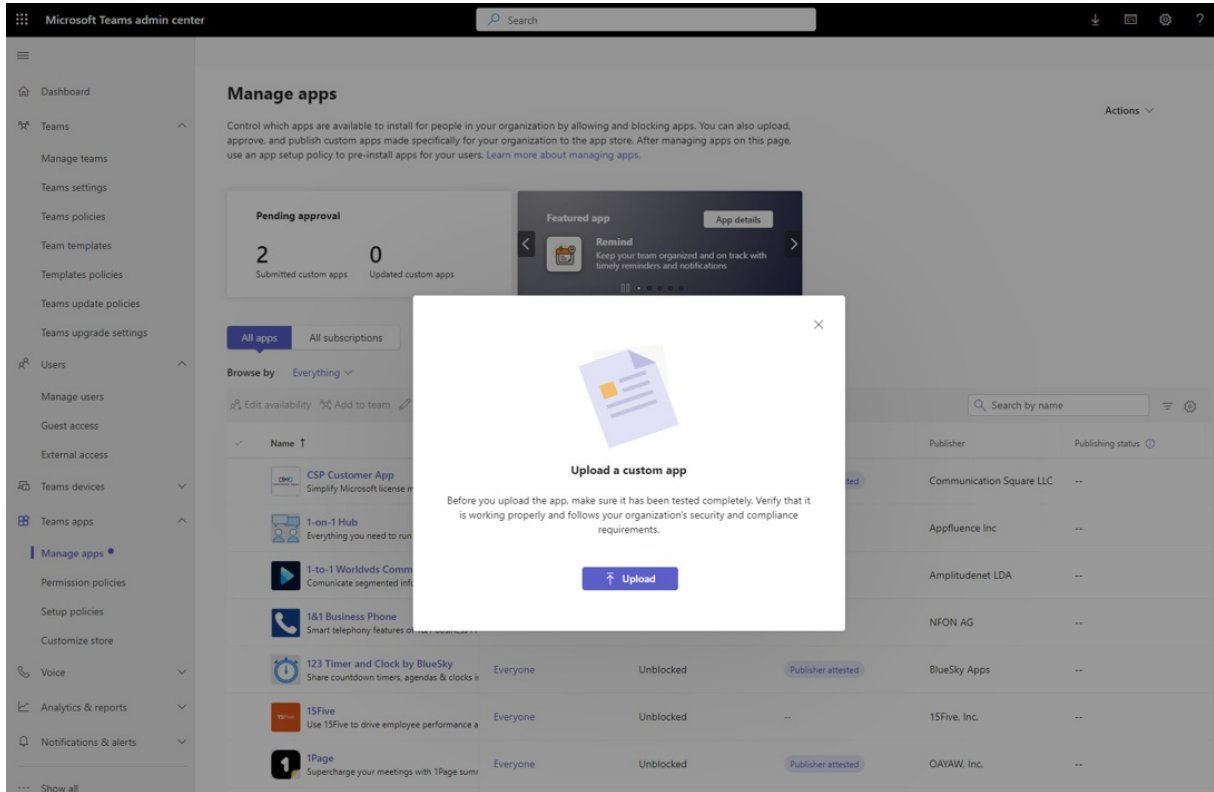 Microsoft Teams admin center
Search
?
Dashboard
Teams
Manage teams
Teams settings
Teams policies
Team templates
Templates policies
Teams update policies
Teams upgrade settings
Users
Manage users
Guest access
External access
Teams devices
Teams apps
Manage apps
Permission policies
Setup policies
Customize store
Voice
Analytics & reports
Notifications & alerts
Show all
Manage apps
Actions
Control which apps are available to install for people in your organization by allowing and blocking apps. You can also upload,
approve, and publish custom apps made specifically for your organization to the app store. After managing apps on this page,
use an app setup policy to pre-install apps for your users. Learn more about managing apps.
Pending approval
2 0
Submitted custom apps Updated custom apps
Featured app App details
Remind
Keep your team organized and on track with
timely reminders and notifications
All apps All subscriptions
Browse by Everything
Edit availability Add to team
Search by name
Name ↑ Publisher Publishing status
CSP Customer App Communication Square LLC --
Simplify Microsoft license
1-on-1 Hub Appfluence Inc --
Everything you need to run
1-to-1 Worldvds Comm Amplitudenet LDA --
Comunicate segmented
1&1 Business Phone NFON AG --
Smart telephony features
123 Timer and Clock by BlueSky Everyone Unblocked Publisher attested BlueSky Apps --
Share countdown timers, agendas & clocks
15Five Everyone Unblocked -- 15Five, Inc. --
Use 15Five to drive employee performance a
1Page Everyone Unblocked Publisher attested OAYAW, Inc. --
Supercharge your meetings with 1Page
Upload a custom app
Before you upload the app, make sure it has been tested completely. Verify that it
is working properly and follows your organization's security and compliance
requirements.
Upload